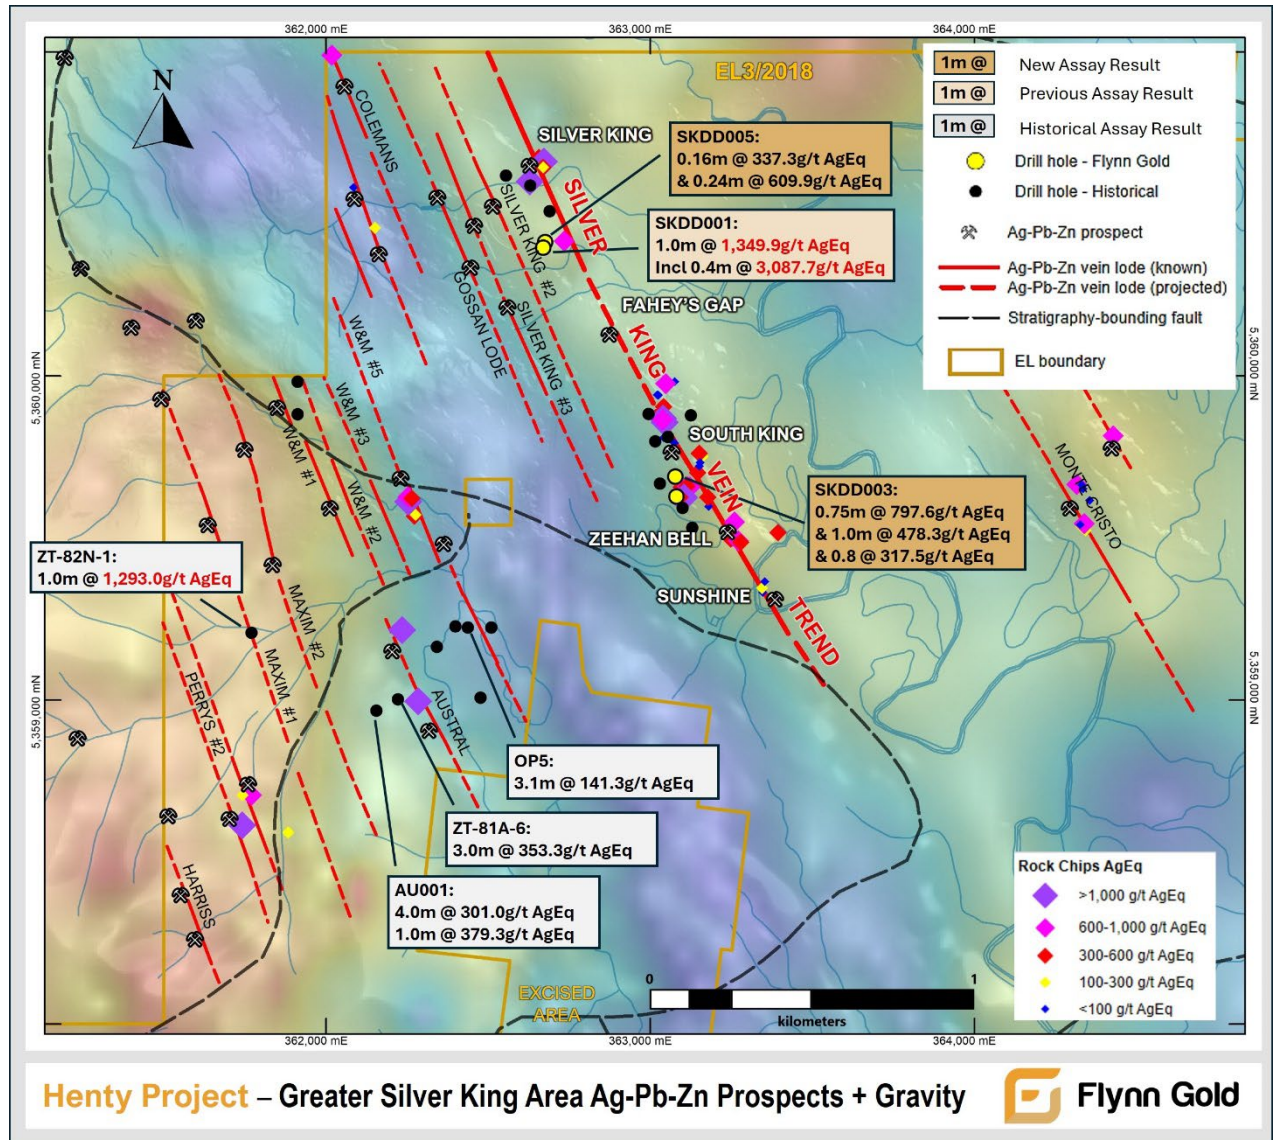 362,000 mE
363,000 mE
364,000 mE
N
EL3/2018
1m @ New Assay Result
1m @ Previous Assay Result
1m @ Historical Assay Result
Drill hole - Flynn Gold
Drill hole - Historical
Ag-Pb-Zn prospect
Ag-Pb-Zn vein lode (known)
Ag-Pb-Zn vein lode (projected)
Stratigraphy-bounding fault
EL boundary
COLEMANS
SILVER KING
SKDD005:
0.16m @ 337.3g/t AgEq
& 0.24m @ 609.9g/t AgEq
SKDD001:
1.0m @ 1,349.9g/t AgEq
Incl 0.4m @ 3,087.7g/t AgEq
SILVER
KING
VEIN
TREND
SILVER KING #2
GOSSAN LODE
SILVER KING #3
FAHEY'S GAP
5,360,000 mN
5,360,000 mN
W&M #5
W&M #3
W&M #1
W&M #2
SOUTH KING
MONTE CRISTO
SKDD003:
0.75m @ 797.6g/t AgEq
& 1.0m @ 478.3g/t AgEq
& 0.8 @ 317.5g/t AgEq
ZEEHAN BELL
SUNSHINE
ZT-82N-1:
1.0m @ 1,293.0g/t AgEq
MAXIM #2
MAXIM #1
PERRYS #2
AUSTRAL
5,359,000 mN
5,359,000 mN
OP5:
3.1m @ 141.3g/t AgEq
ZT-81A-6:
3.0m @ 353.3g/t AgEq
AU001:
4.0m @ 301.0g/t AgEq
1.0m @ 379.3g/t AgEq
HARRISS
Rock Chips AgEq
>1,000 g/t AgEq
600-1,000 g/t AgEq
300-600 g/t AgEq
100-300 g/t AgEq
<100 g/t AgEq
EXCISED
AREA
0 1
kilometers
362,000 mE
363,000 mE
364,000 mE
Henty Project – Greater Silver King Area Ag-Pb-Zn Prospects + Gravity
Flynn Gold